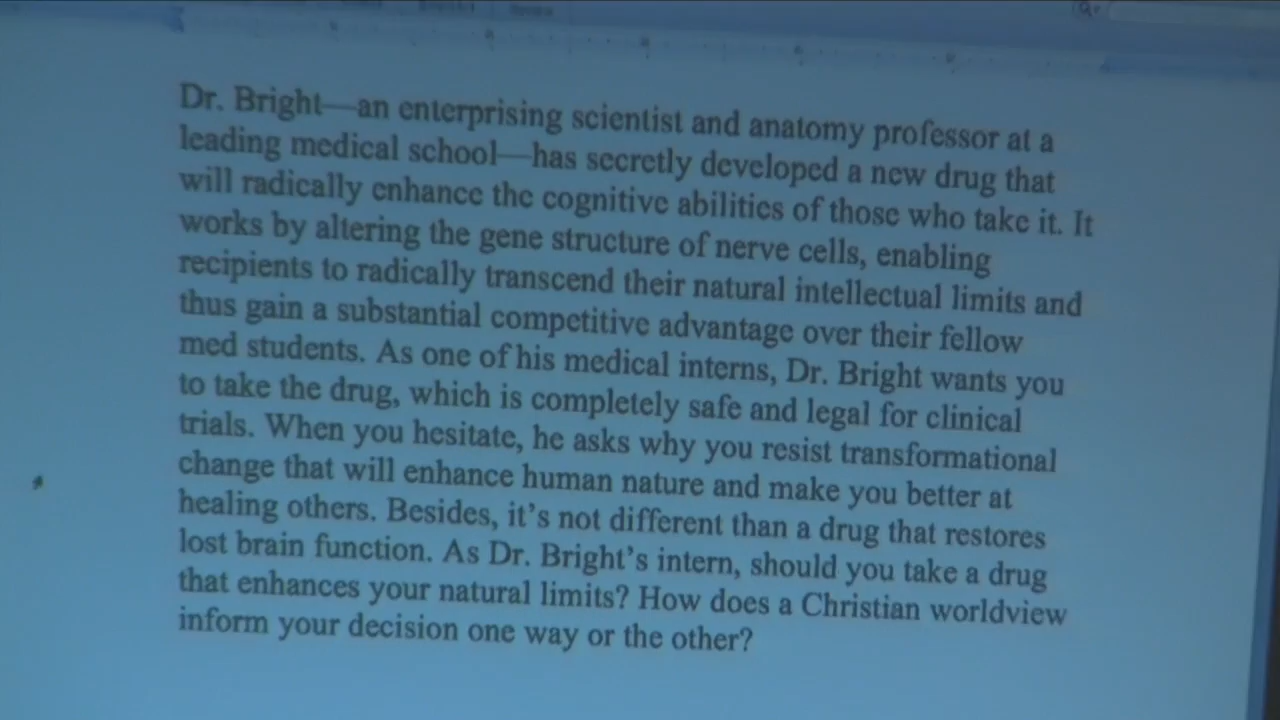 Dr. Bright—an enterprising scientist and anatomy professor at a
leading medical school—has secretly developed a new drug that
will radically enhance the cognitive abilities of those who take it. It
works by altering the gene structure of nerve cells, enabling
recipients to radically transcend their natural intellectual limits and
thus gain a substantial competitive advantage over their fellow
med students. As one of his medical interns, Dr. Bright wants you
to take the drug, which is completely safe and legal for clinical
trials. When you hesitate, he asks why you resist transformational
change that will enhance human nature and make you better at
healing others. Besides, it’s not different than a drug that restores
lost brain function. As Dr. Bright’s intern, should you take a drug
that enhances your natural limits? How does a Christian worldview
inform your decision one way or the other?